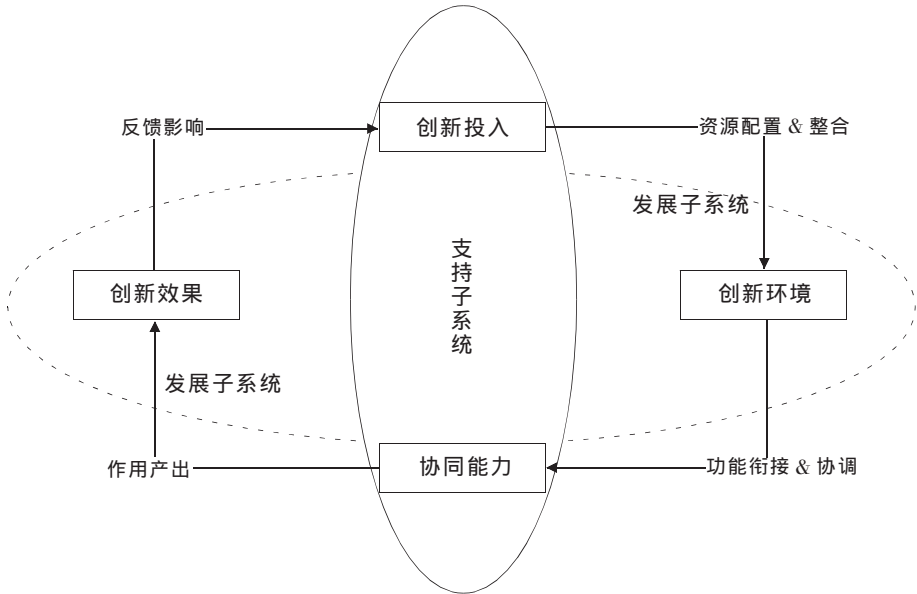 反馈影响
创新投入
资源配置 & 整合
发展子系统
支持子系统
创新效果
创新环境
发展子系统
作用产出
协同能力
功能衔接 & 协调